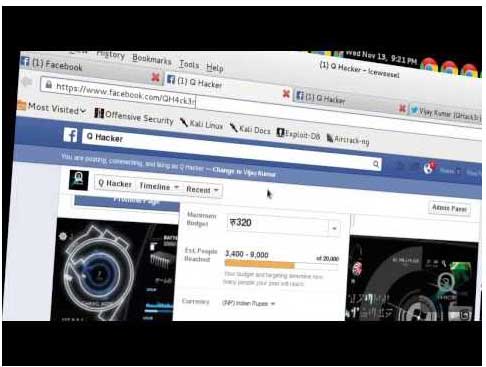 History Bookmarks Tools Help
Wed Nov 13, 9:21 PM
(1) Q Hacker - Iceweasel
(1) Facebook
(1) Q Hacker
(1) Q Hacker
Vijay Kumar (QHack3r)
https://www.facebook.com/QH4ck3r
Most Visited
Offensive Security
Kali Linux
Kali Docs
Exploit-DB
Aircrack-ng
Q Hacker
You are posting, commenting, and liking as Q Hacker — Change to Vijay Kumar
Q Hacker
Timeline
Recent
Admin Panel
Promote Page
Maximum
Budget
₹320
Est. People
Reached
3,400 - 9,000
of 20,000
Your budget and targeting determine how
many people your post will reach.
Currency
(INR) Indian Rupee